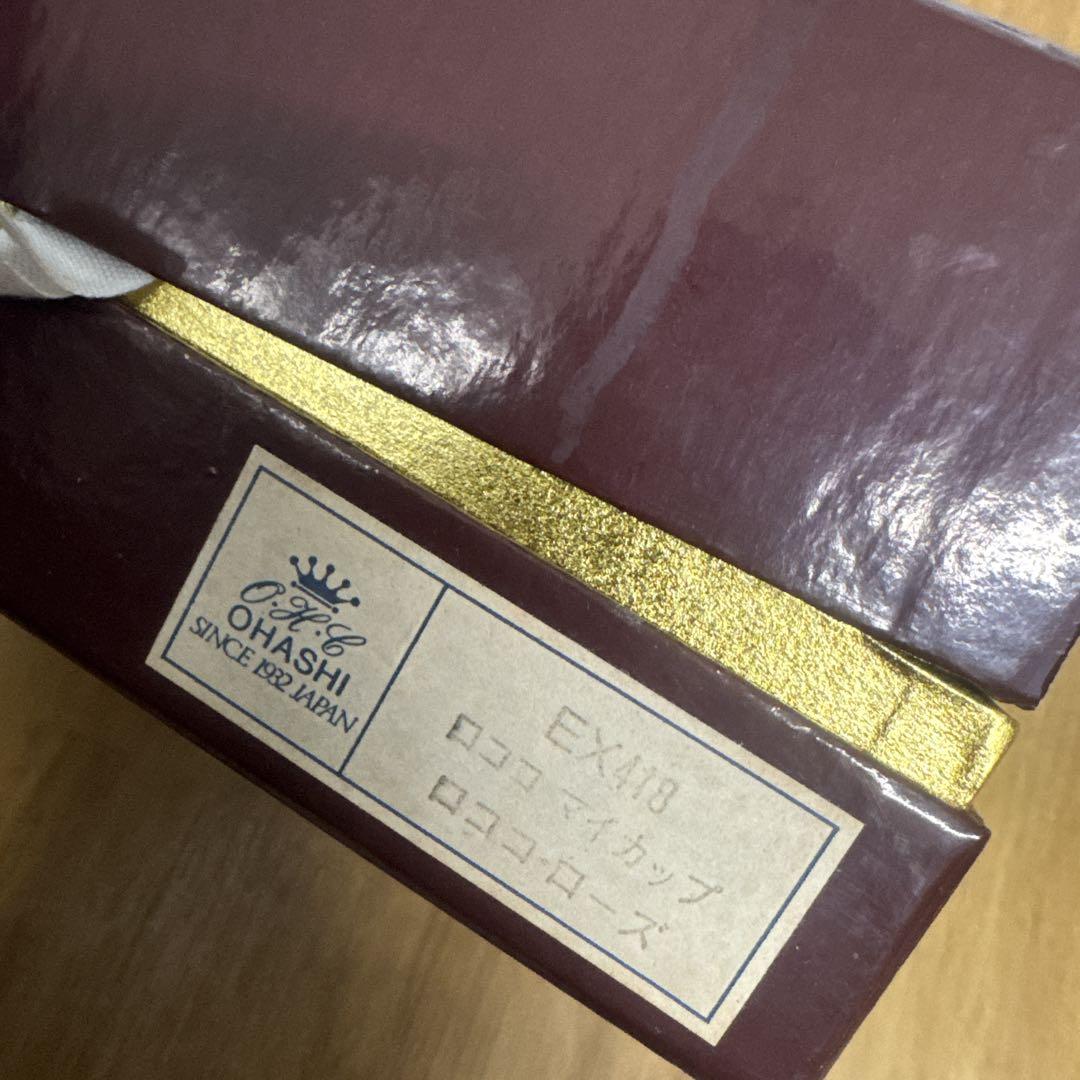 O.H.C
OHASHI
SINCE 1932 JAPAN
EX418
ロココ マイカップ
ロココ・ローズ